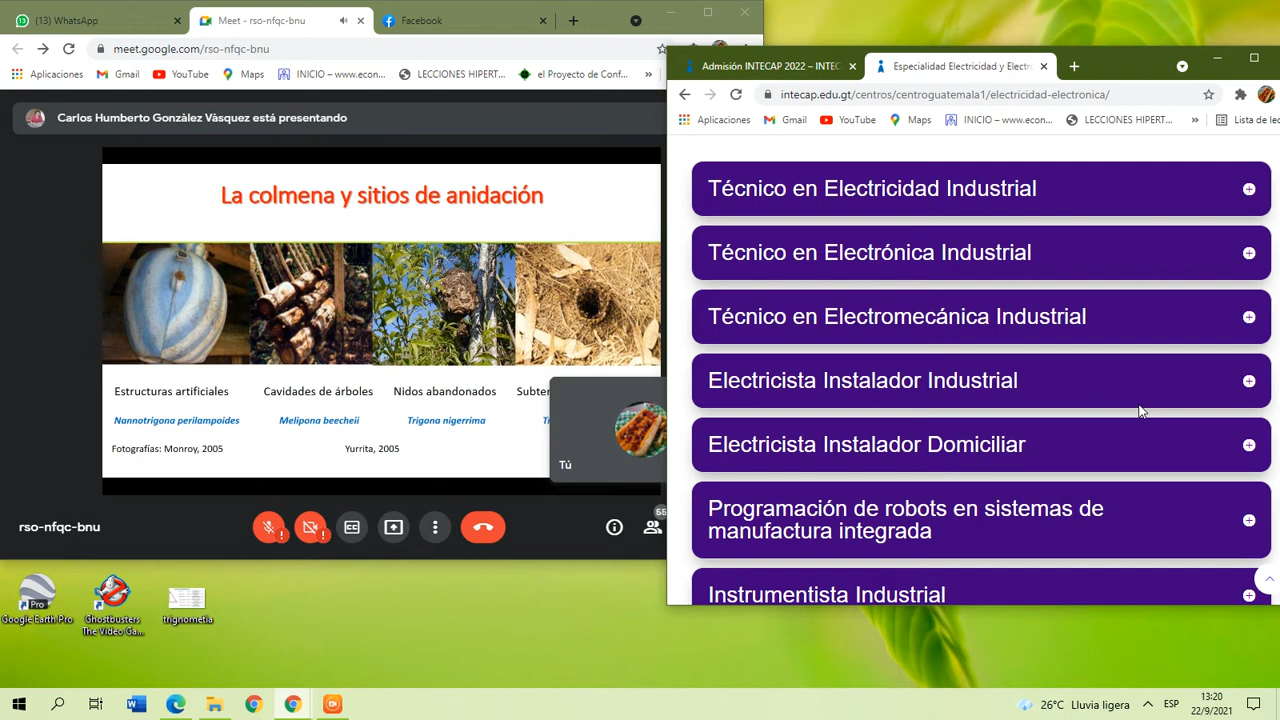 WhatsApp
Meet - rso-nfqc-bnu
Facebook
meet.google.com/rso-nfqc-bnu
Aplicaciones
Gmail
YouTube
Maps
INICIO – www.econ...
LECCIONES HIPERT...
el Proyecto de Conf...
»
Carlos Humberto Gonzàlez Vàsquez está presentando
La colmena y sitios de anidación
Estructuras artificiales
Cavidades de árboles
Nidos abandonados
Nannotrigona perilampoides
Melipona beecheii
Trigona nigerrima
Fotografías: Monroy, 2005
Yurrita, 2005
Tú
rso-nfqc-bnu
CC
55
Admisión INTECAP 2022 – INTEC
Especialidad Electricidad y Electro
intecap.edu.gt/centros/centroguatemala1/electricidad-electronica/
Aplicaciones
Gmail
YouTube
Maps
INICIO – www.econ...
LECCIONES HIPERT...
»
Lista de lec
Técnico en Electricidad Industrial
Técnico en Electrónica Industrial
Técnico en Electromecánica Industrial
Electricista Instalador Industrial
Electricista Instalador Domiciliar
Programación de robots en sistemas de
manufactura integrada
Instrumentista Industrial
Pro
Google Earth Pro
Ghostbusters
The Video Ga...
trignometia
26°C Lluvia ligera
ESP
13:20
22/9/2021